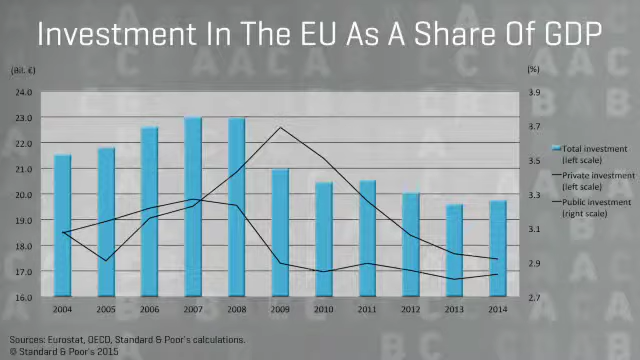 Investment In The EU As A Share Of GDP
(Bil. €)
(%)
24.0
23.0
22.0
21.0
20.0
19.0
18.0
17.0
16.0
3.9
3.7
3.5
3.3
3.1
2.9
2.7
Total investment
(left scale)
Private investment
(left scale)
Public investment
(right scale)
2004 2005 2006 2007 2008 2009 2010 2011 2012 2013 2014
Sources: Eurostat, OECD, Standard & Poor's calculations.
© Standard & Poor's 2015